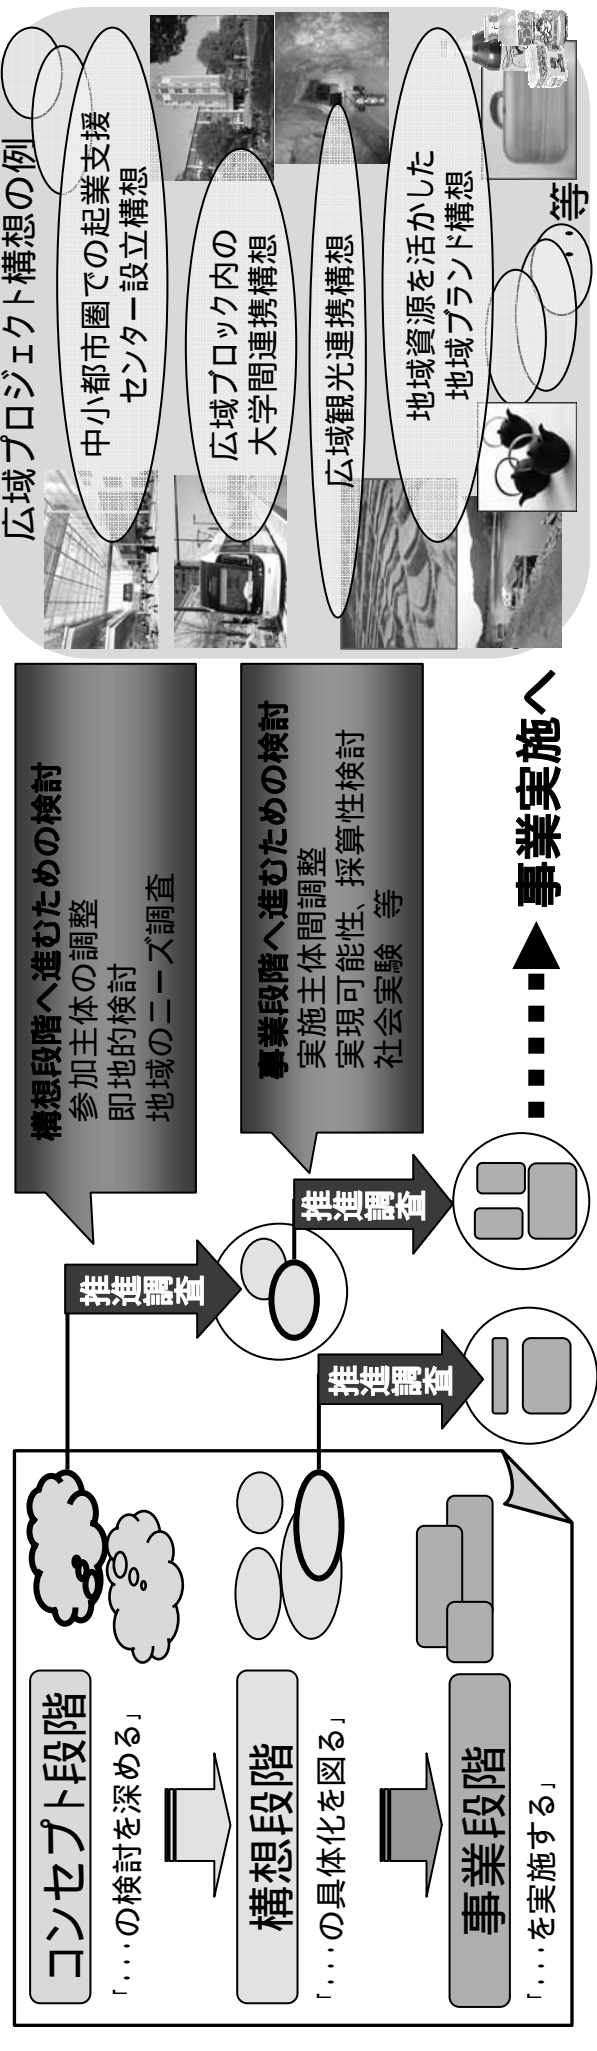 コンセプト段階
「･･･の検討を深める」
構想段階
「･･･の具体化を図る」
事業段階
「･･･を実施する」
推進調査
推進調査
推進調査
構想段階へ進むための検討
参加主体の調整
即地的検討
地域のニーズ調査
事業段階へ進むための検討
実施主体間調整
実現可能性、採算性検討
社会実験　等
事業実施へ
広域プロジェクト構想の例
中小都市圏での起業支援
センター設立構想
広域ブロック内の
大学間連携構想
広域観光連携構想
地域資源を活かした
地域ブランド構想
・・等